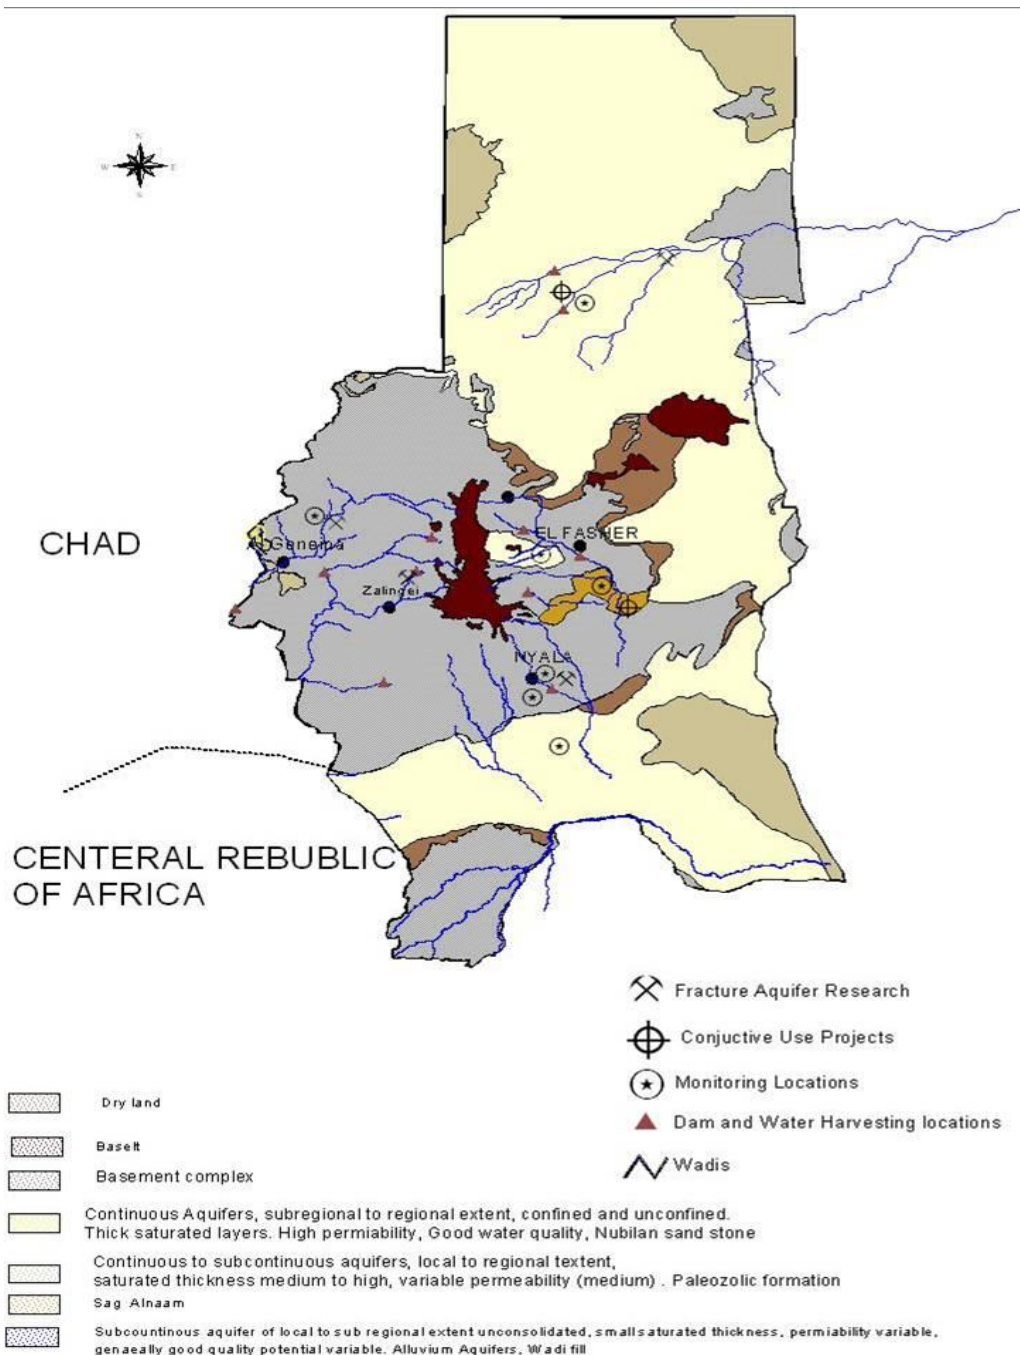 N
W E
S
EL FASHER
CHAD
Al Genema
Zalingei
NYALA
CENTERAL REBUBLIC
OF AFRICA
Fracture Aquifer Research
Conjuctive Use Projects
Monitoring Locations
Dam and Water Harvesting locations
Wadis
Dry land
Baselt
Basement complex
Continuous Aquifers, subregional to regional extent, confined and unconfined.
Thick saturated layers. High permiability, Good water quality, Nubilan sand stone
Continuous to subcontinuous aquifers, local to regional textent,
saturated thickness medium to high, variable permeability (medium) . Paleozolic formation
Sag Alnaam
Subcountinous aquifer of local to sub regional extent unconsolidated, small saturated thickness, permiability variable,
genaeally good quality potential variable. Alluvium Aquifers, Wadi fill